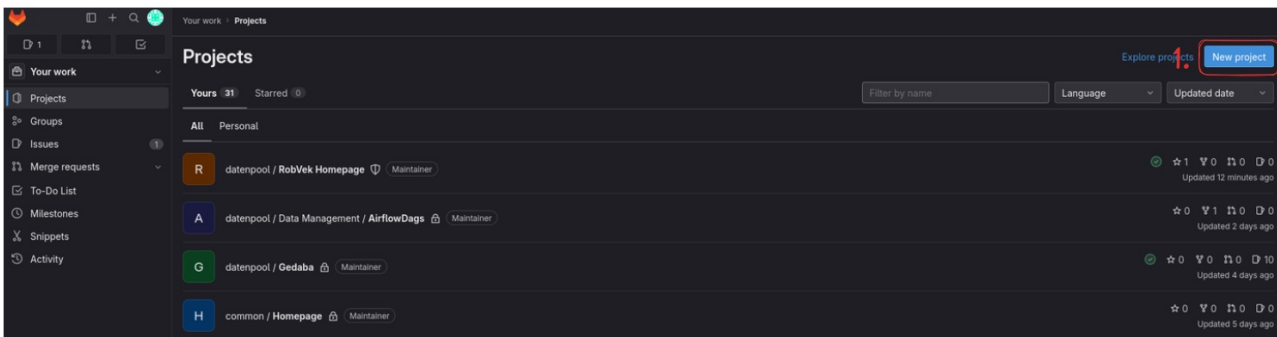 Your work › Projects
1
Your work
Projects
Groups
Issues 1
Merge requests
To-Do List
Milestones
Snippets
Activity
Projects
Explore projects
1.
New project
Yours 31 Starred 0
Filter by name
Language
Updated date
All Personal
R datenpool / RobVek Homepage Maintainer
1 0 0 0
Updated 12 minutes ago
A datenpool / Data Management / AirflowDags Maintainer
0 1 0 0
Updated 2 days ago
G datenpool / Gedaba Maintainer
0 0 0 10
Updated 4 days ago
H common / Homepage Maintainer
0 0 0 0
Updated 5 days ago